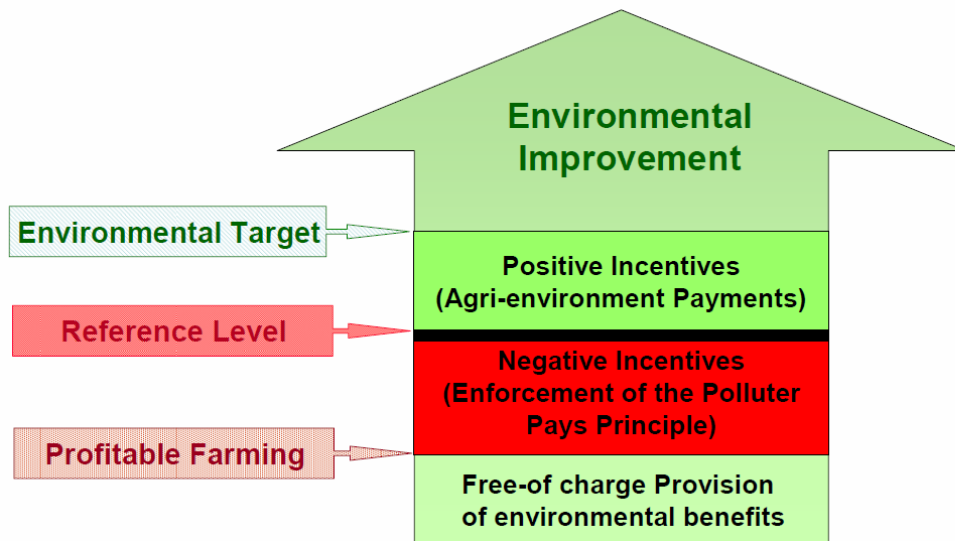 Environmental
Improvement
Environmental Target
Positive Incentives
(Agri-environment Payments)
Reference Level
Negative Incentives
(Enforcement of the Polluter
Pays Principle)
Profitable Farming
Free-of charge Provision
of environmental benefits